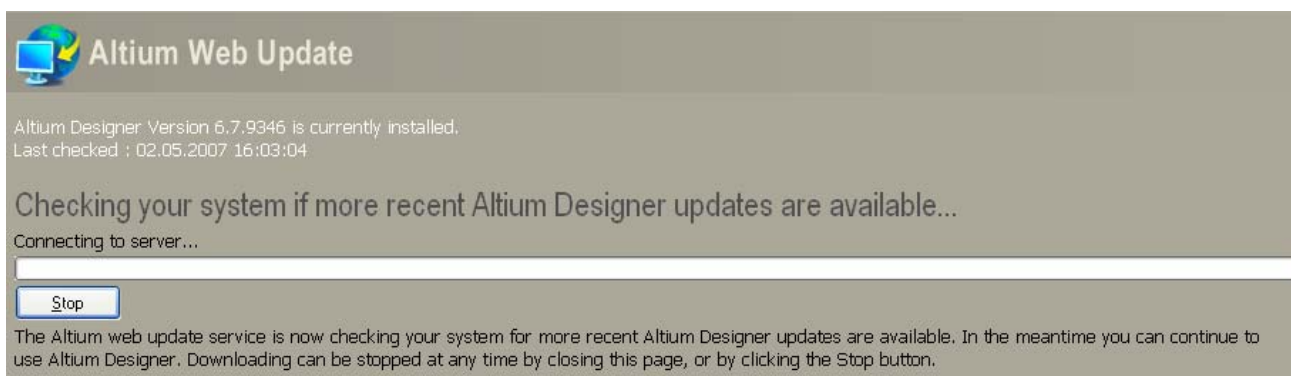 Altium Web Update
Altium Designer Version 6.7.9346 is currently installed.
Last checked : 02.05.2007 16:03:04
Checking your system if more recent Altium Designer updates are available...
Connecting to server...
Stop
The Altium web update service is now checking your system for more recent Altium Designer updates are available. In the meantime you can continue to
use Altium Designer. Downloading can be stopped at any time by closing this page, or by clicking the Stop button.